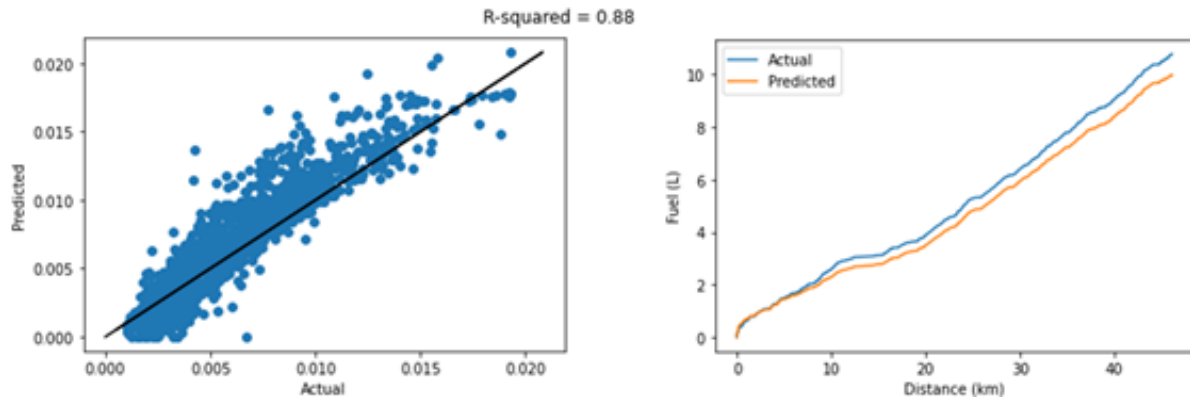 R-squared = 0.88
Predicted
0.020
0.015
0.010
0.005
0.000
0.000 0.005 0.010 0.015 0.020
Actual
Actual
Predicted
Fuel (L)
10
8
6
4
2
0
0 10 20 30 40
Distance (km)